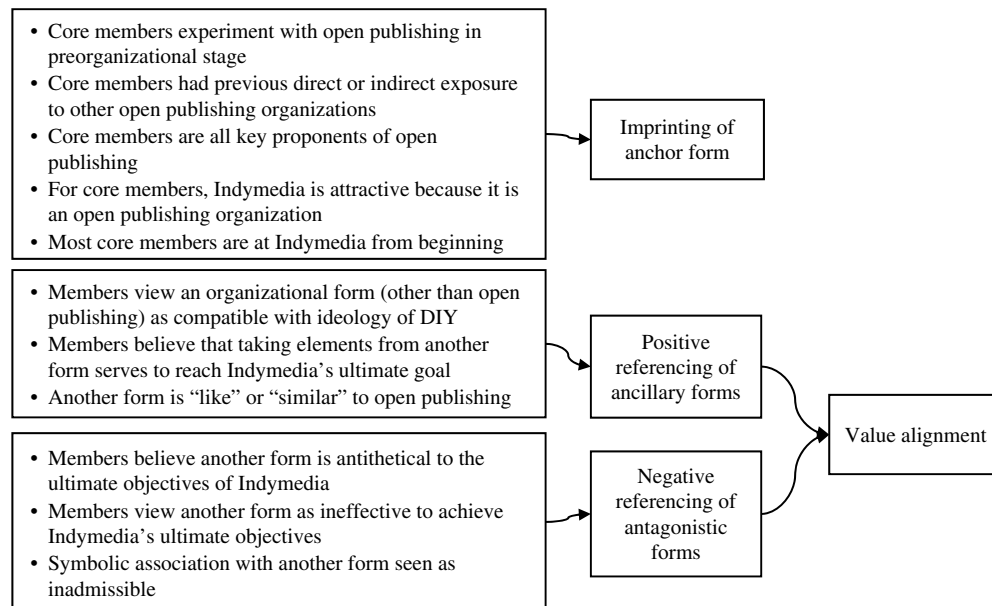 • Core members experiment with open publishing in
preorganizational stage
• Core members had previous direct or indirect exposure
to other open publishing organizations
• Core members are all key proponents of open
publishing
• For core members, Indymedia is attractive because it is
an open publishing organization
• Most core members are at Indymedia from beginning
Imprinting of
anchor form
• Members view an organizational form (other than open
publishing) as compatible with ideology of DIY
• Members believe that taking elements from another
form serves to reach Indymedia’s ultimate goal
• Another form is “like” or “similar” to open publishing
Positive
referencing of
ancillary forms
• Members believe another form is antithetical to the
ultimate objectives of Indymedia
• Members view another form as ineffective to achieve
Indymedia’s ultimate objectives
• Symbolic association with another form seen as
inadmissible
Negative
referencing of
antagonistic
forms
Value alignment